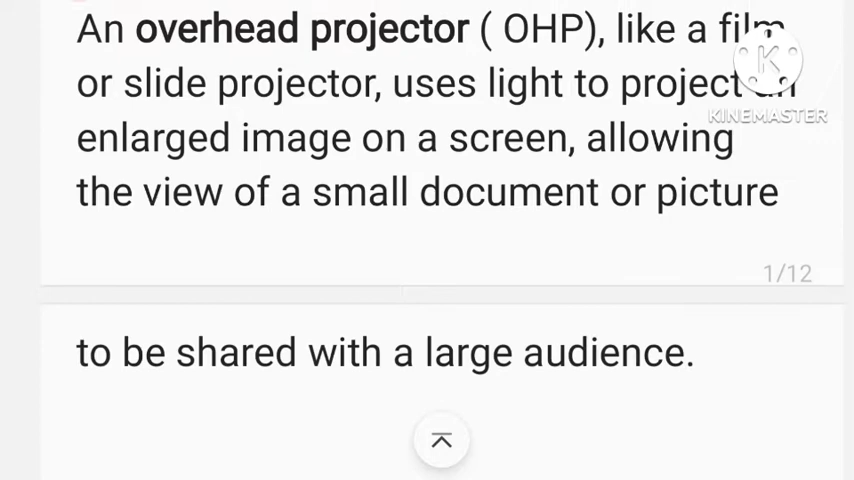 An overhead projector ( OHP), like a film
or slide projector, uses light to project an
enlarged image on a screen, allowing
the view of a small document or picture
1/12
to be shared with a large audience.
K
KINEMASTER